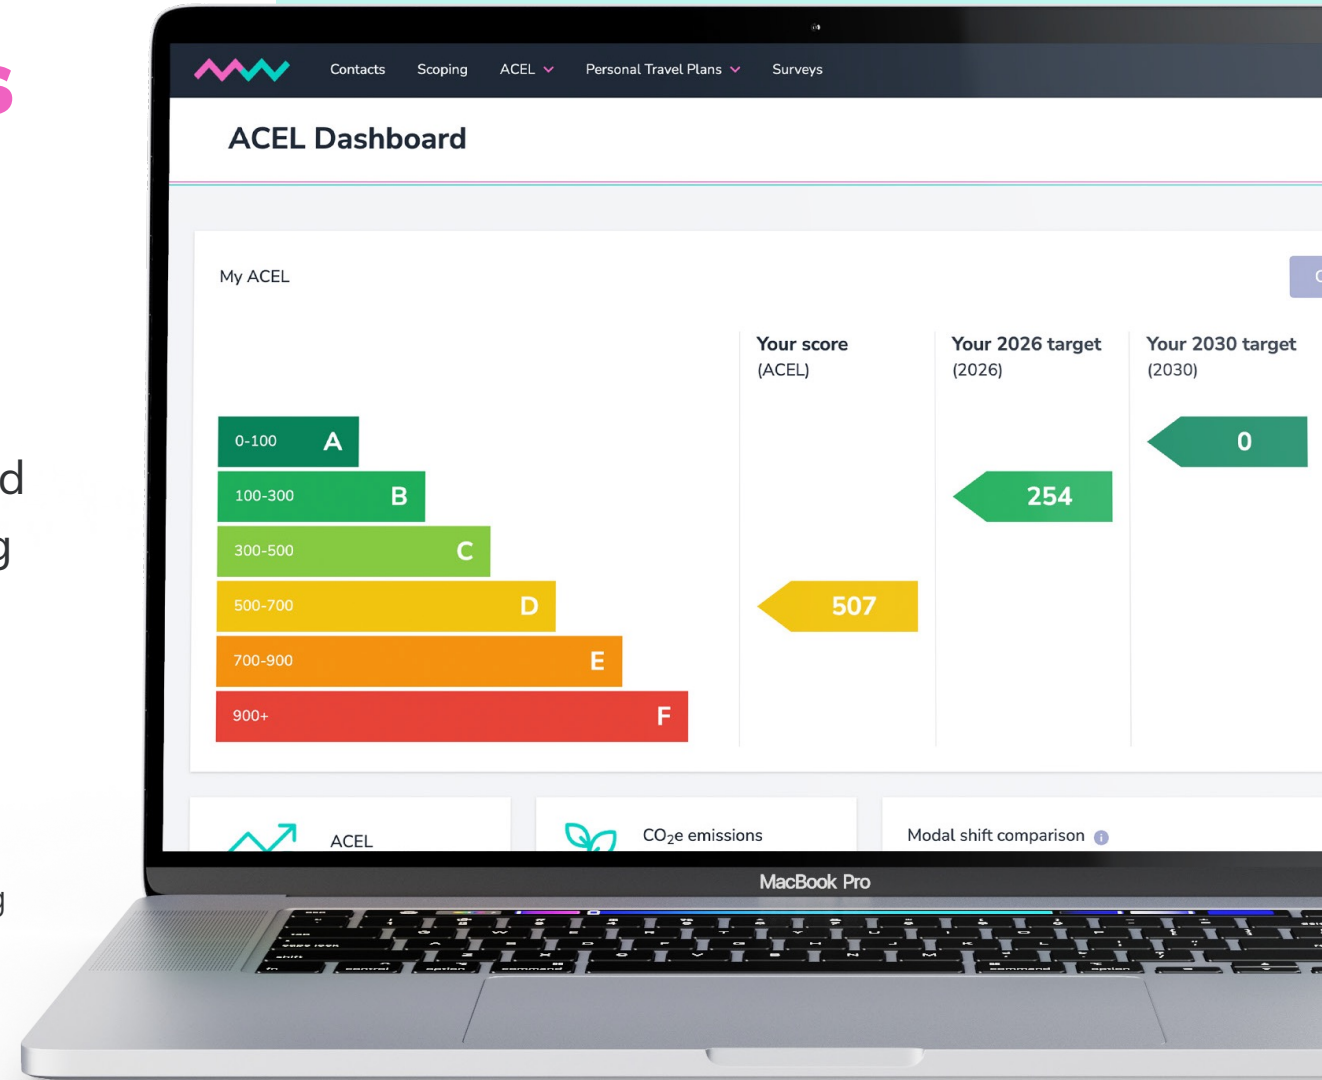 s
d
g
g
Contacts Scoping ACEL Personal Travel Plans Surveys
ACEL Dashboard
My ACEL
Your score
(ACEL)
Your 2026 target
(2026)
Your 2030 target
(2030)
0-100 A
0
100-300 B
254
300-500 C
500-700 D
507
700-900 E
900+ F
ACEL
CO₂e emissions
Modal shift comparison
MacBook Pro